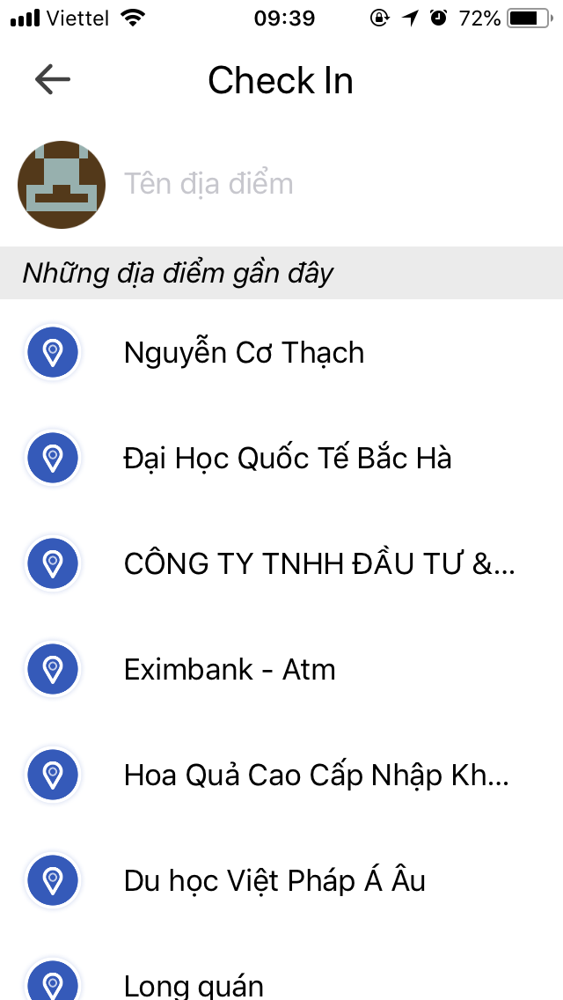 Viettel 09:39 72%
Check In
Tên địa điểm
Những địa điểm gần đây
Nguyễn Cơ Thạch
Đại Học Quốc Tế Bắc Hà
CÔNG TY TNHH ĐẦU TƯ &...
Eximbank - Atm
Hoa Quả Cao Cấp Nhập Kh...
Du học Việt Pháp Á Âu
Long quán